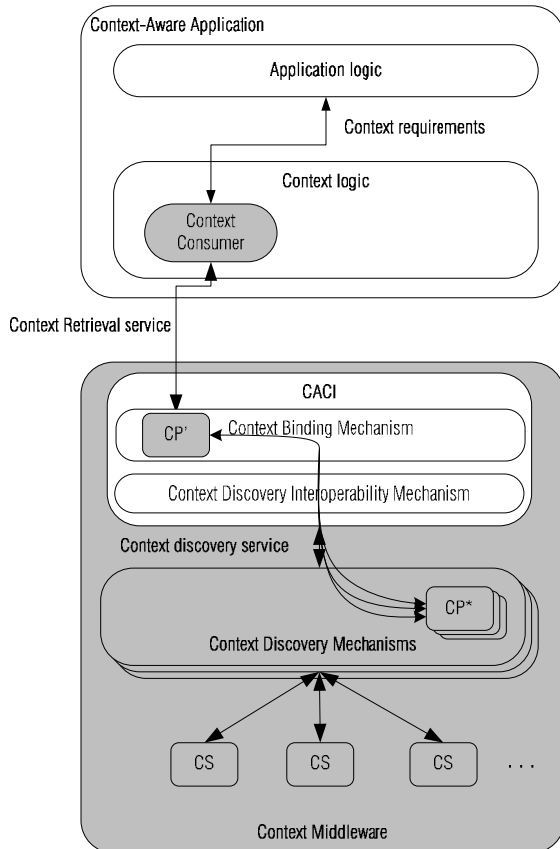 Context-Aware Application
Application logic
Context requirements
Context logic
Context
Consumer
Context Retrieval service
CACI
CP'
Context Binding Mechanism
Context Discovery Interoperability Mechanism
Context discovery service
CP*
Context Discovery Mechanisms
CS
CS
CS
. . .
Context Middleware